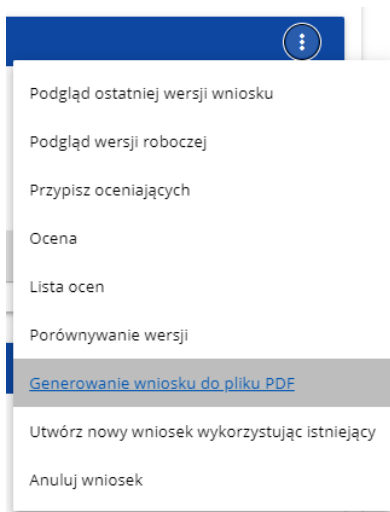 Podgląd ostatniej wersji wniosku
Podgląd wersji roboczej
Przypisz oceniających
Ocena
Lista ocen
Porównywanie wersji
Generowanie wniosku do pliku PDF
Utwórz nowy wniosek wykorzystując istniejący
Anuluj wniosek